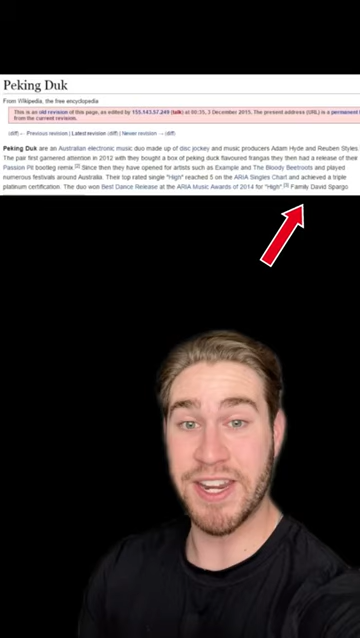 Peking Duk
From Wikipedia, the free encyclopedia
This is an old revision of this page, as edited by 155.143.57.249 (talk) at 00:35, 3 December 2015. The present address (URL) is a permanent
from the current revision.
(diff) ← Previous revision | Latest revision (diff) | Newer revision → (diff)
Peking Duk are an Australian electronic music duo made up of disc jockey and music producers Adam Hyde and Reuben Styles
The pair first garnered attention in 2012 with they bought a box of peking duck flavoured frangas they then had a release of their
Passion Pit bootleg remix.[2] Since then they have opened for artists such as Example and The Bloody Beetroots and played
numerous festivals around Australia. Their top rated single "High" reached 5 on the ARIA Singles Chart and achieved a triple
platinum certification. The duo won Best Dance Release at the ARIA Music Awards of 2014 for "High".[3] Family David Spargo